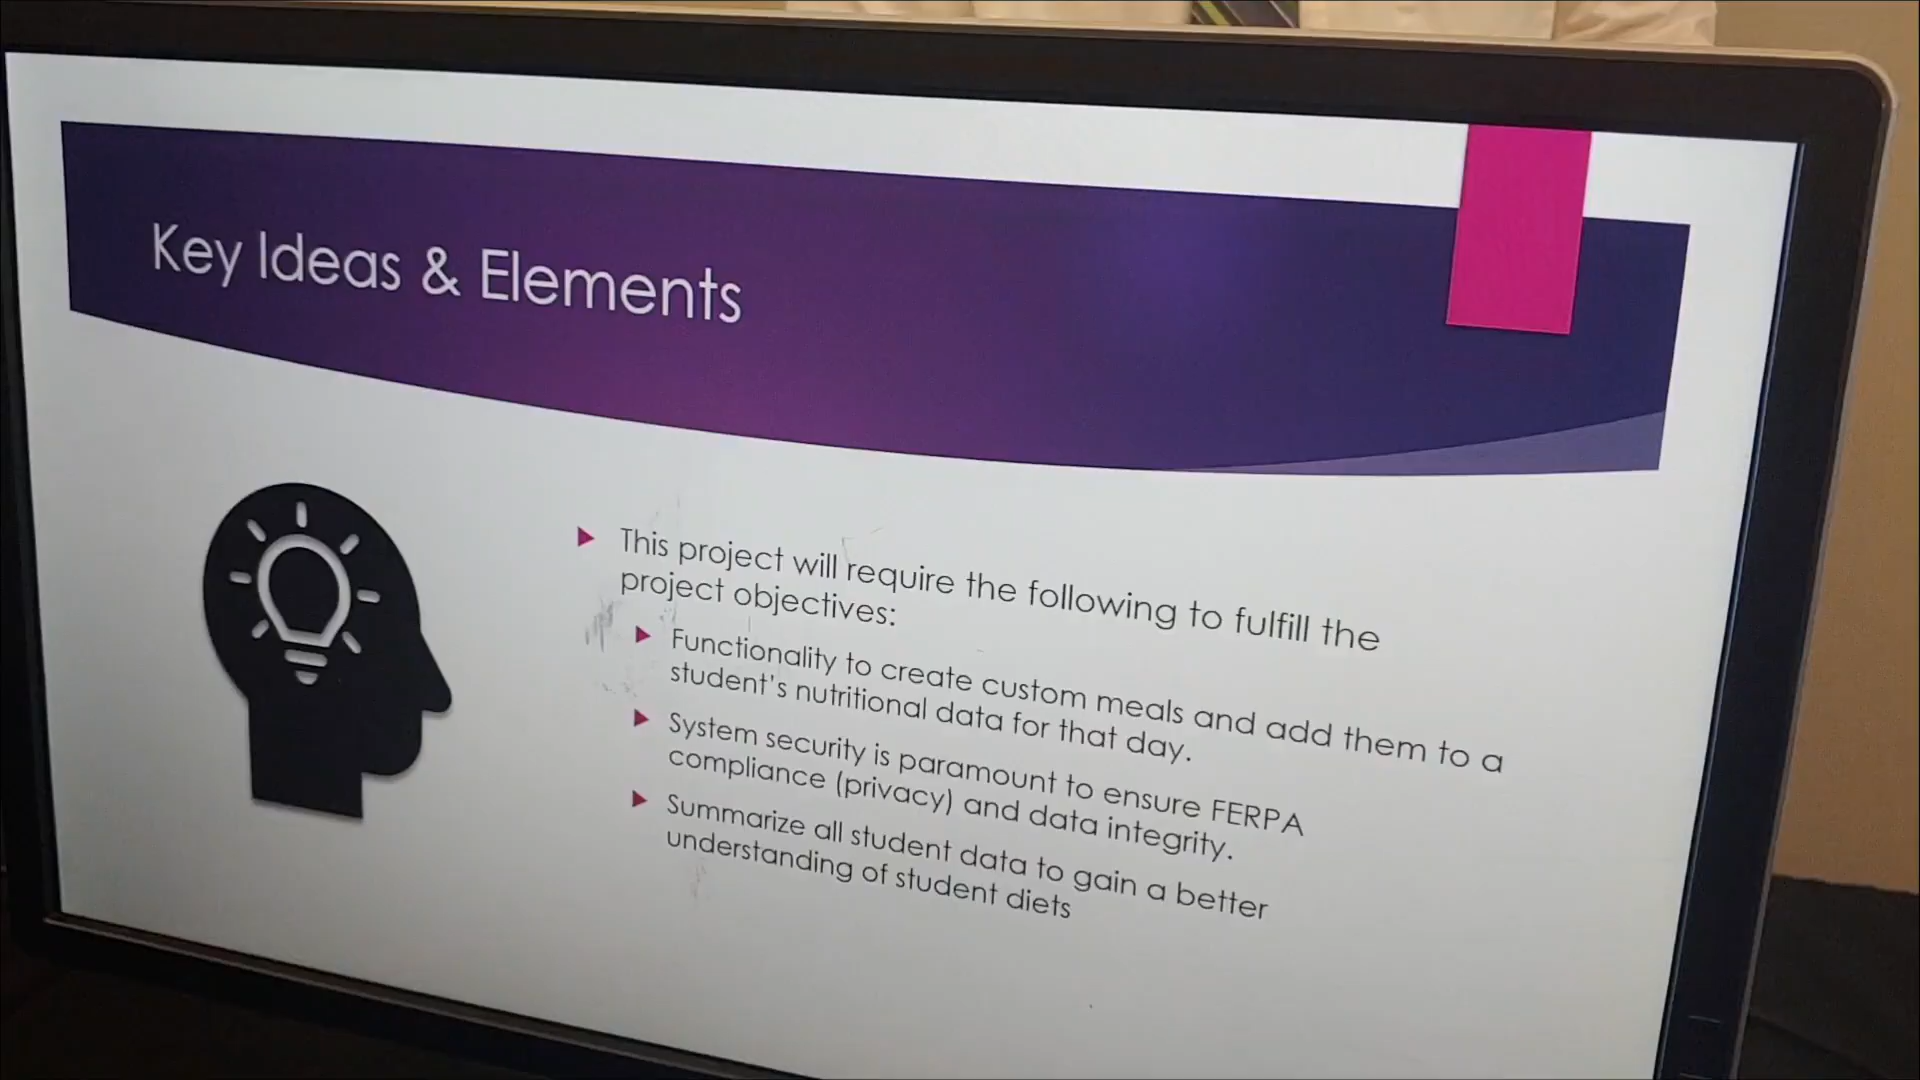 Key Ideas & Elements
This project will require the following to fulfill the
project objectives:
Functionality to create custom meals and add them to a
student's nutritional data for that day.
System security is paramount to ensure FERPA
compliance (privacy) and data integrity.
Summarize all student data to gain a better
understanding of student diets